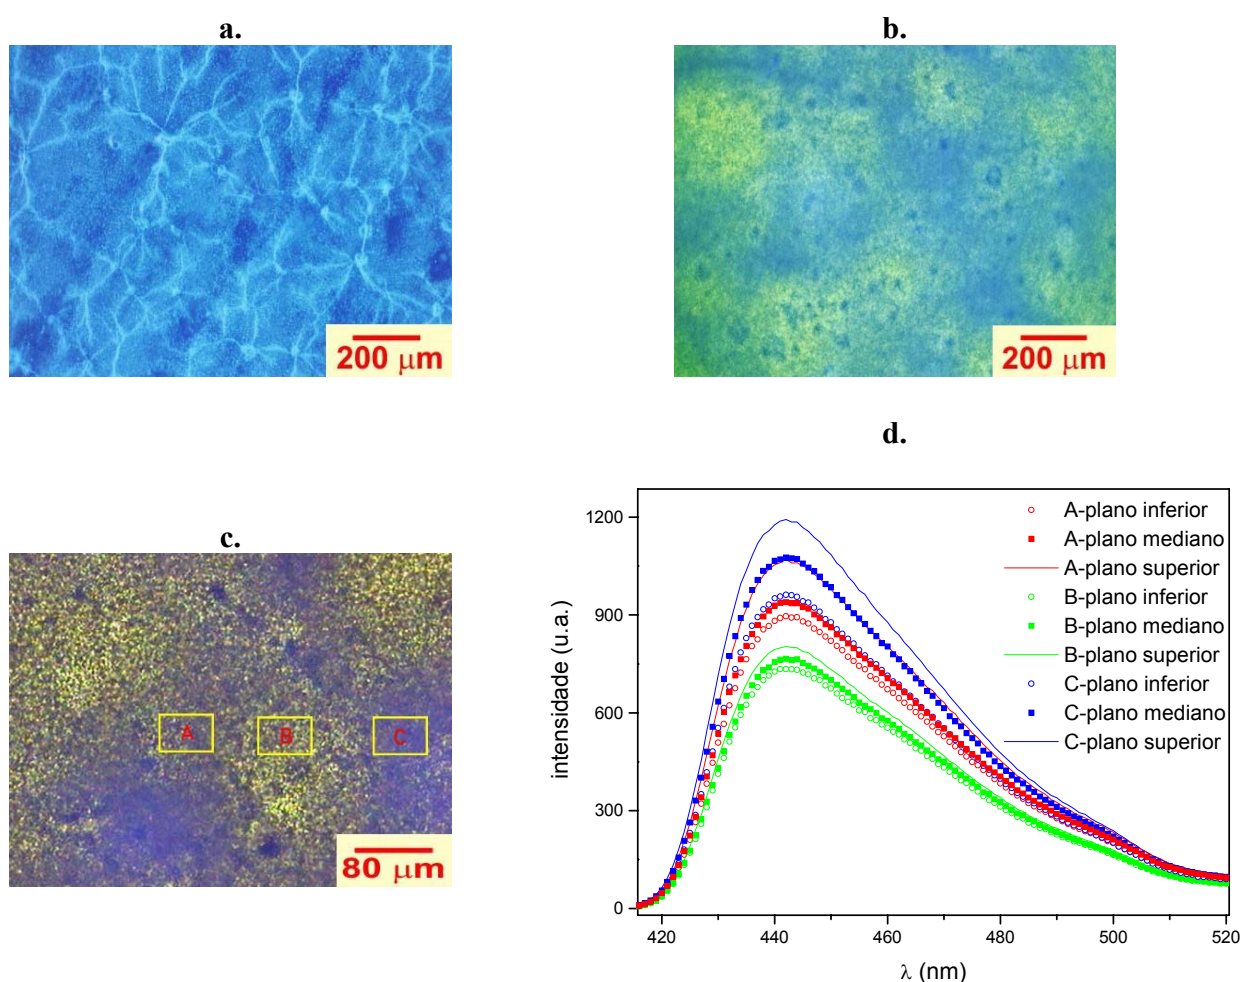 a.
b.
200 μm
200 μm
c.
d.
A
B
C
80 μm
1200
900
600
300
0
intensidade (u.a.)
420
440
460
480
500
520
λ (nm)
A-plano inferior
A-plano mediano
A-plano superior
B-plano inferior
B-plano mediano
B-plano superior
C-plano inferior
C-plano mediano
C-plano superior